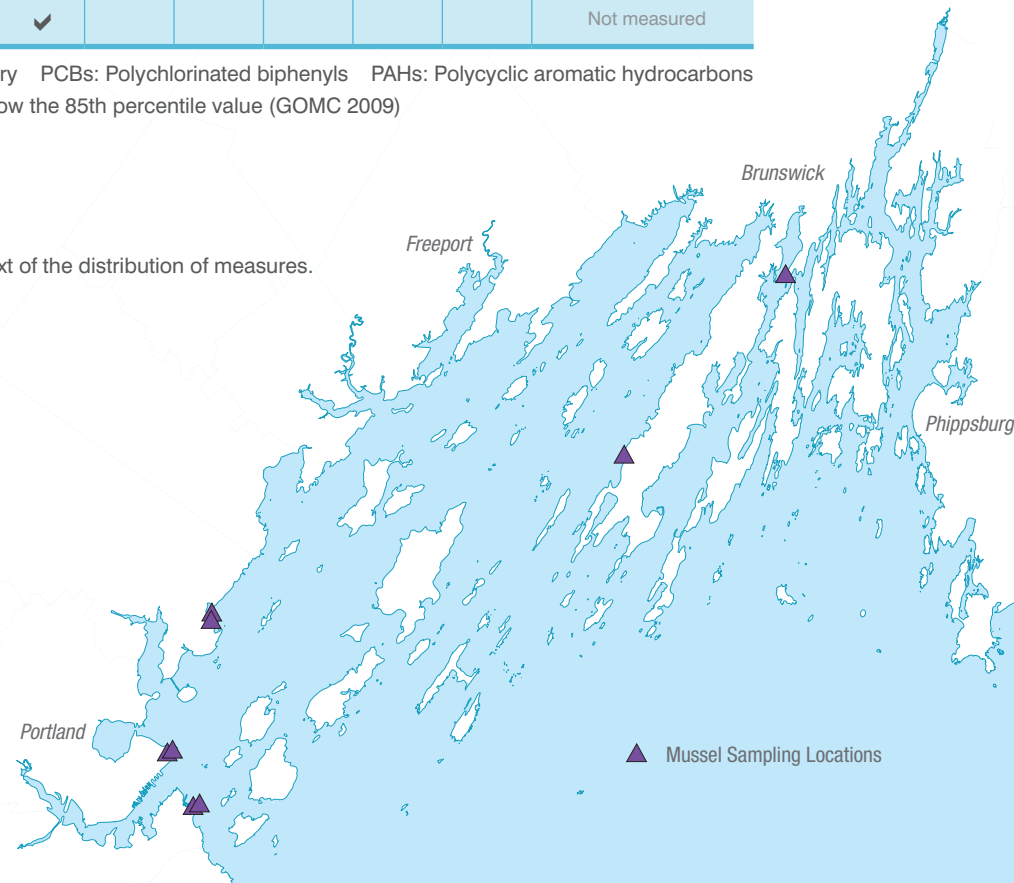 ✔ Not measured
ry PCBs: Polychlorinated biphenyls PAHs: Polycyclic aromatic hydrocarbons
ow the 85th percentile value (GOMC 2009)
Brunswick
Freeport
xt of the distribution of measures.
Phippsburg
Portland
Mussel Sampling Locations